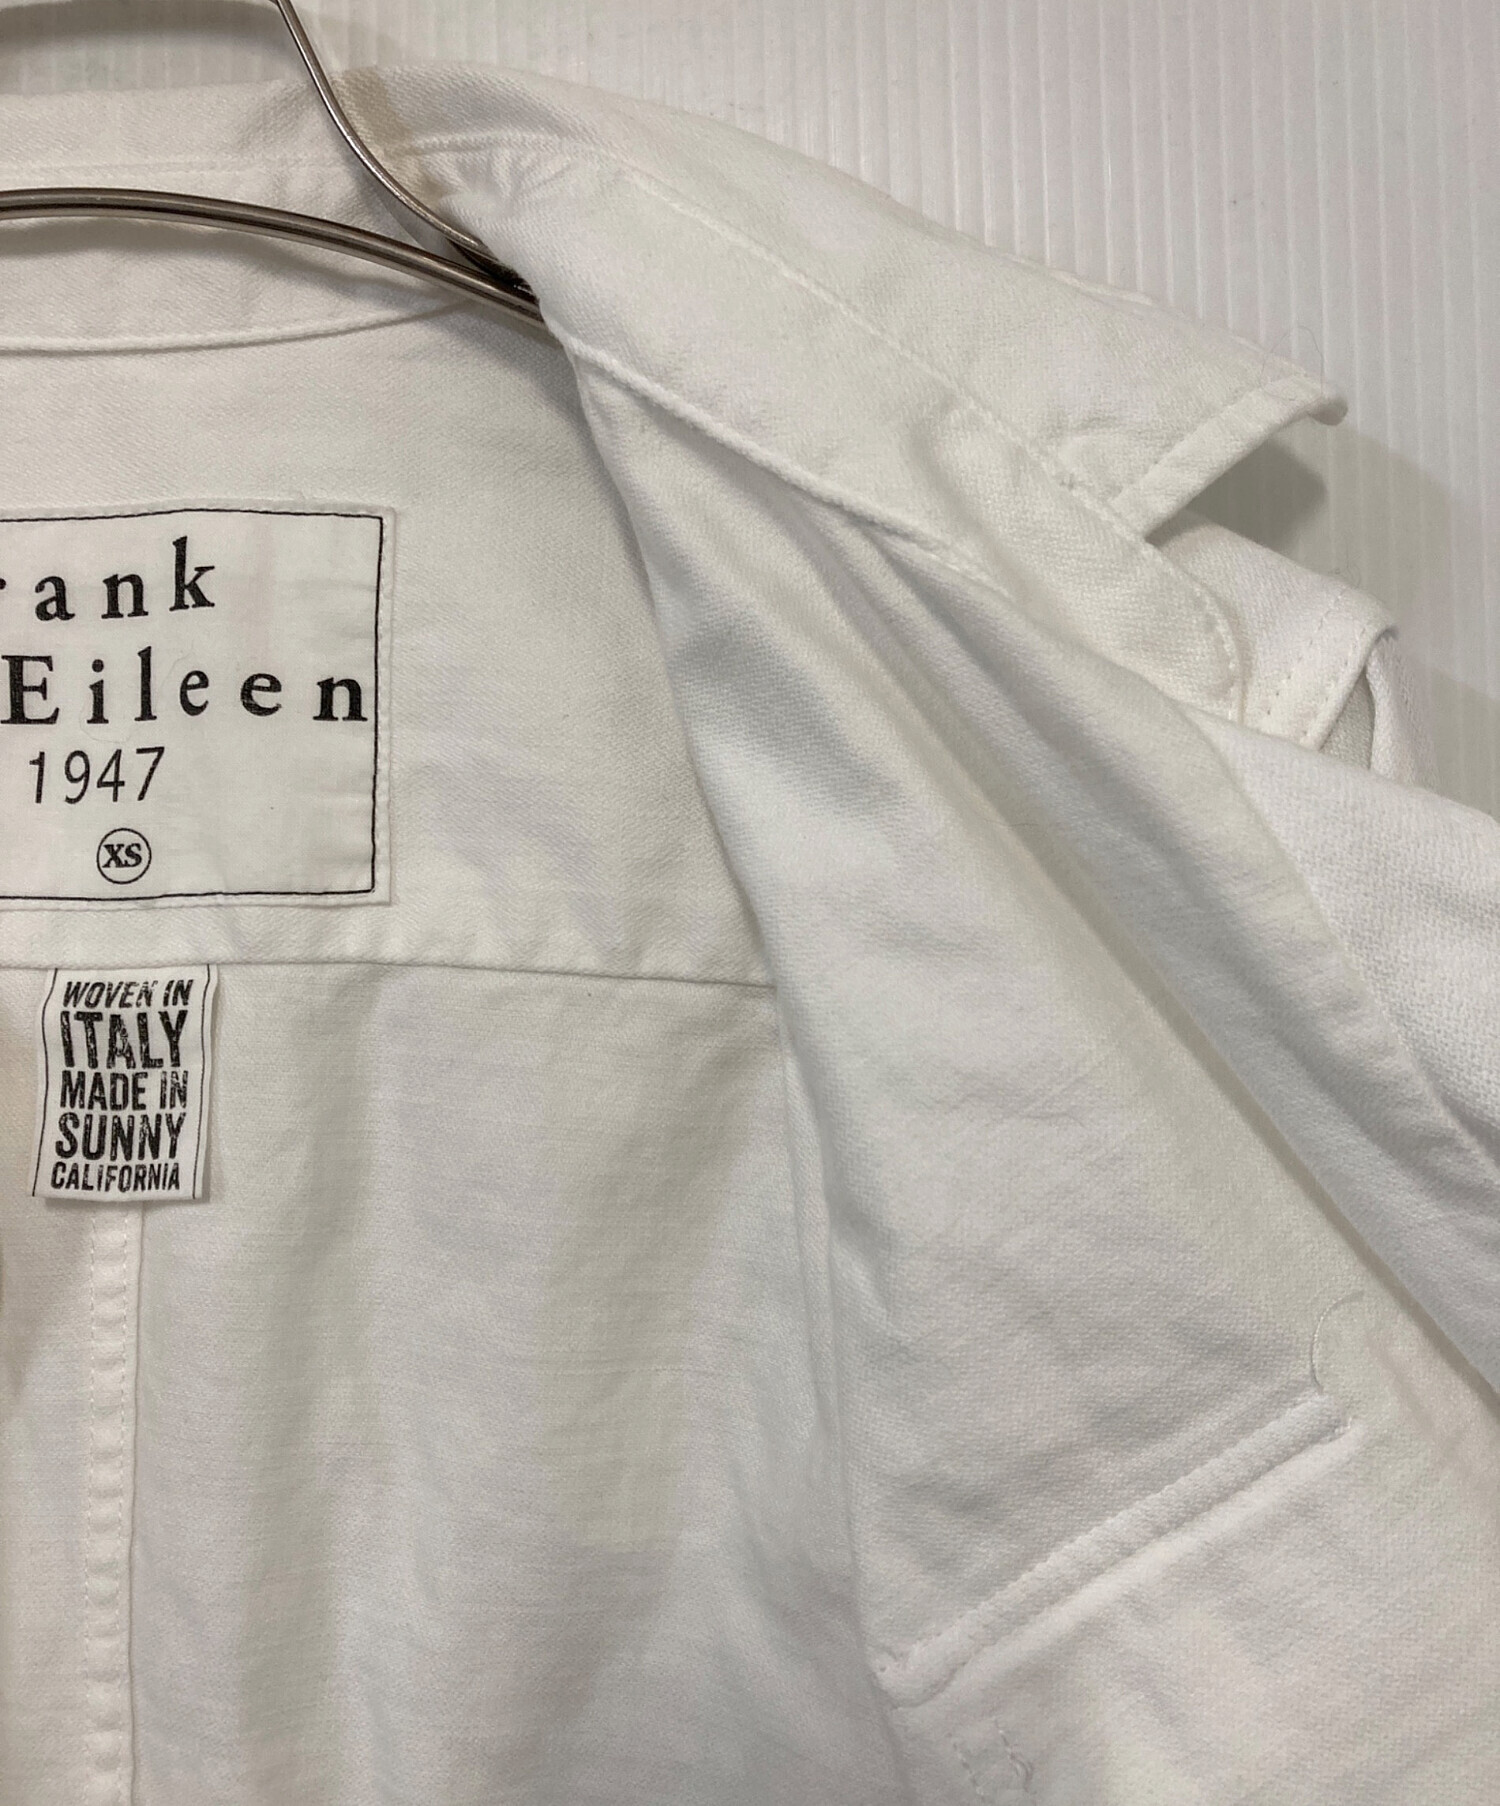 rank
Eileen
1947
XS
WOVEN IN
ITALY
MADE IN
SUNNY
CALIFORNIA